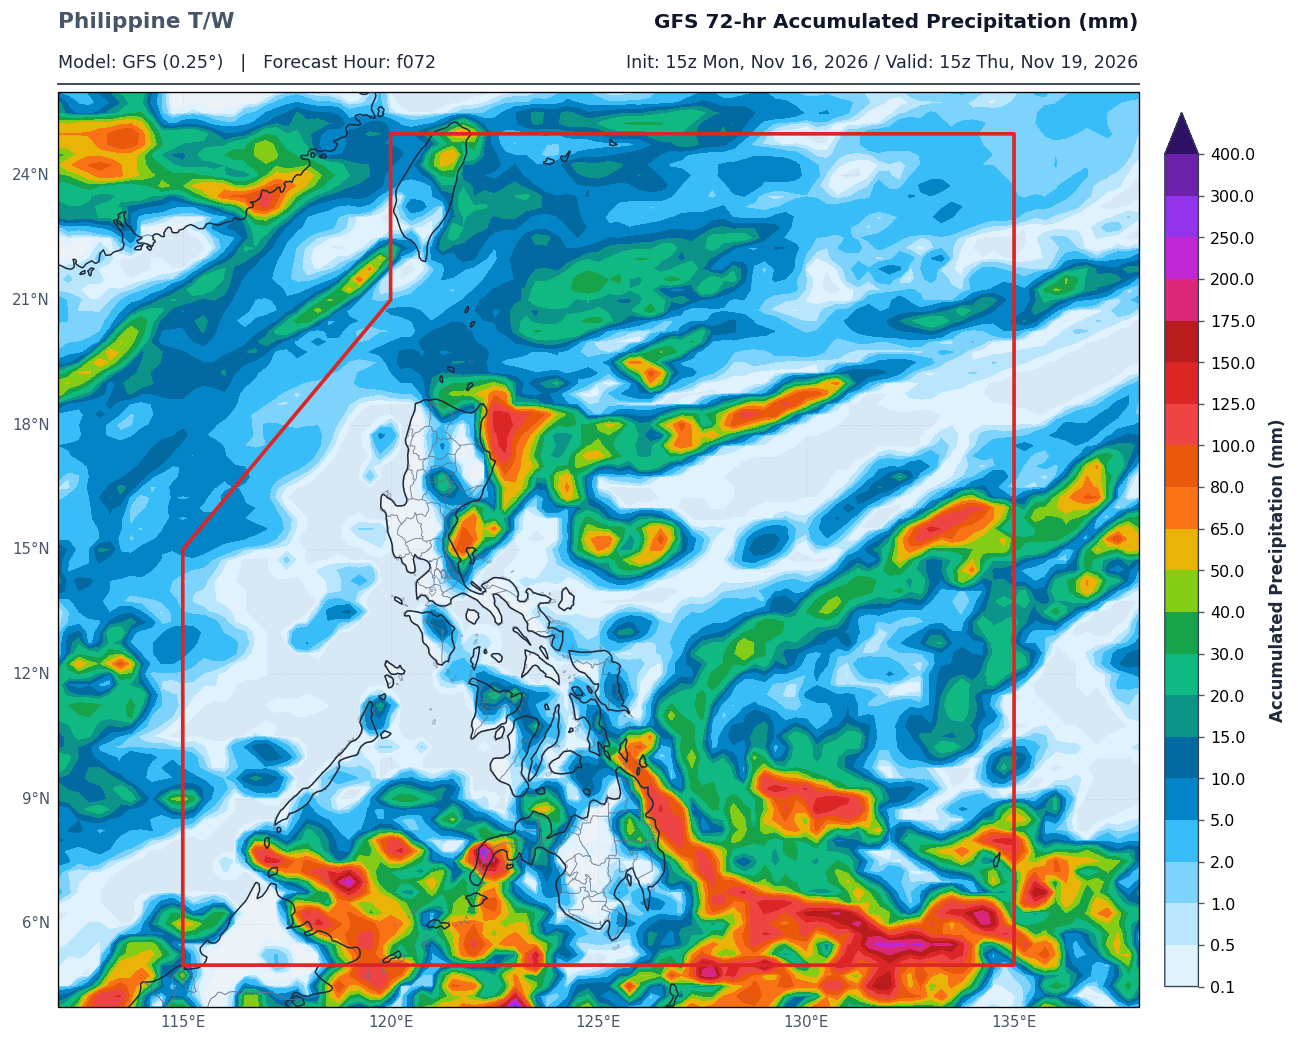 Philippine T/W
GFS 72-hr Accumulated Precipitation (mm)
Model: GFS (0.25°)   |   Forecast Hour: f072
Init: 15z Mon, Nov 16, 2026 / Valid: 15z Thu, Nov 19, 2026
24°N
21°N
18°N
15°N
12°N
9°N
6°N
115°E
120°E
125°E
130°E
135°E
400.0
300.0
250.0
200.0
175.0
150.0
125.0
100.0
80.0
65.0
50.0
40.0
30.0
20.0
15.0
10.0
5.0
2.0
1.0
0.5
0.1
Accumulated Precipitation (mm)